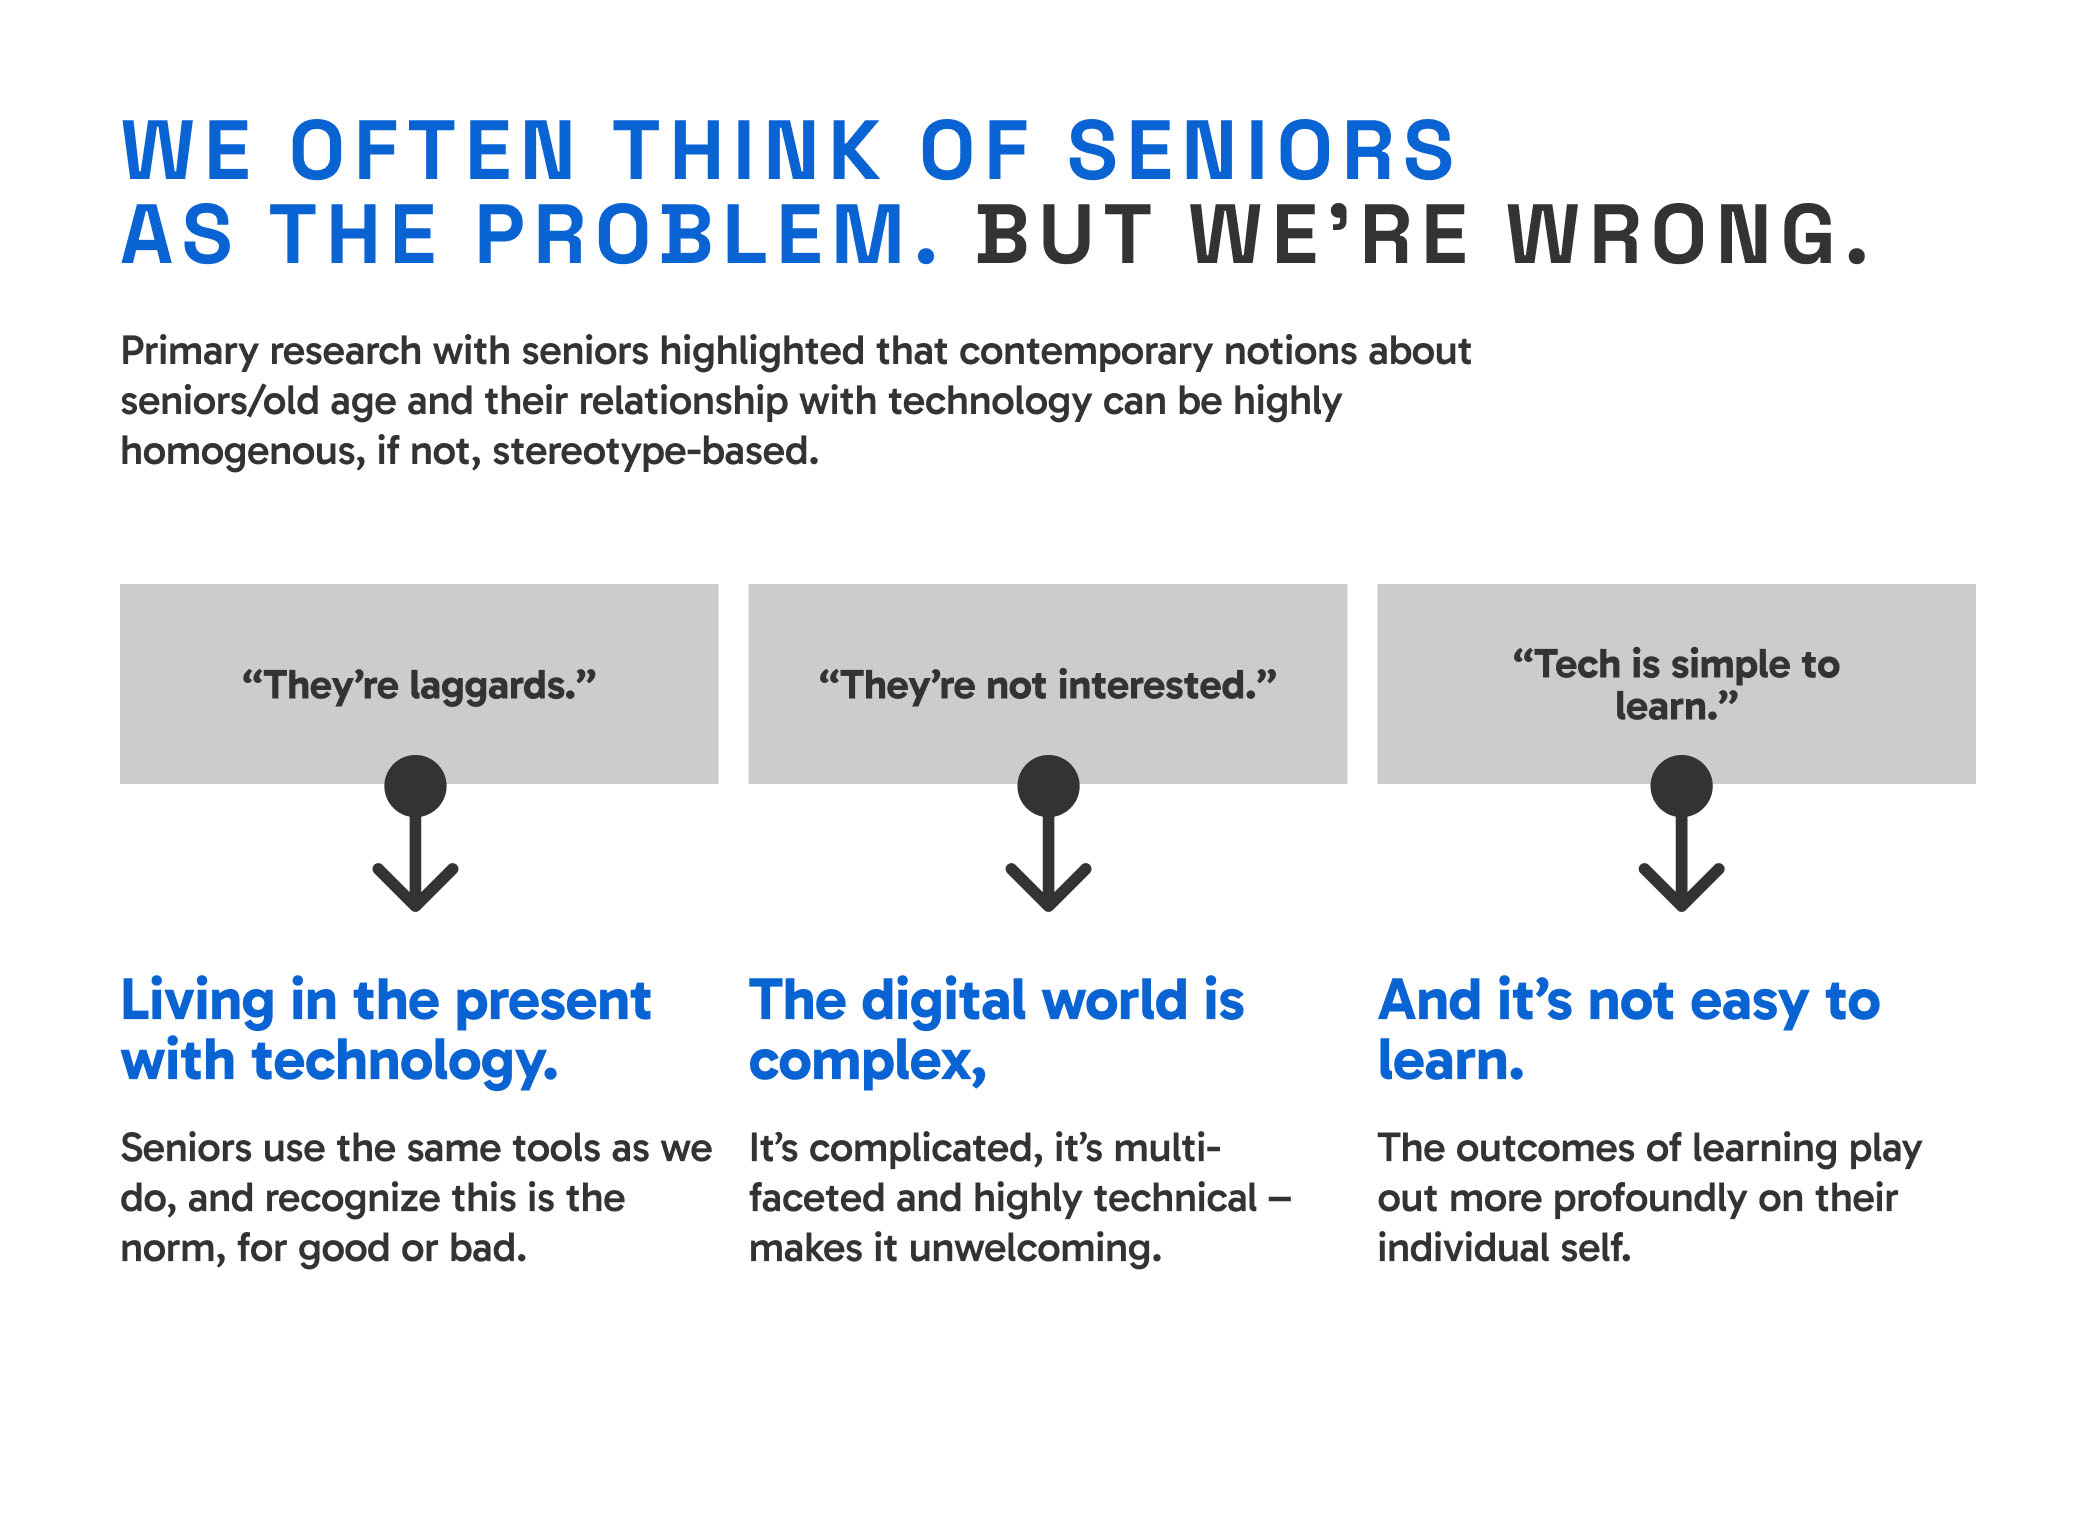 WE OFTEN THINK OF SENIORS
AS THE PROBLEM. BUT WE’RE WRONG.
Primary research with seniors highlighted that contemporary notions about
seniors/old age and their relationship with technology can be highly
homogenous, if not, stereotype-based.
“They’re laggards.”
“They’re not interested.”
“Tech is simple to
learn.”
Living in the present
with technology.
Seniors use the same tools as we
do, and recognize this is the
norm, for good or bad.
The digital world is
complex,
It’s complicated, it’s multi-
faceted and highly technical –
makes it unwelcoming.
And it’s not easy to
learn.
The outcomes of learning play
out more profoundly on their
individual self.